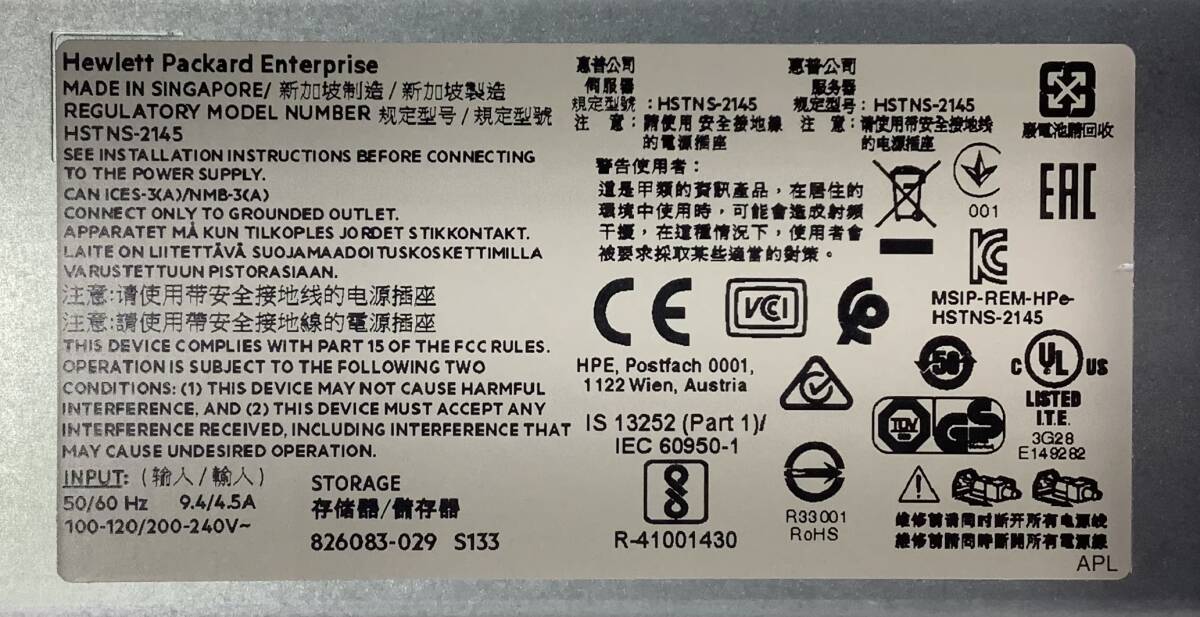 Hewlett Packard Enterprise
MADE IN SINGAPORE/ 新加坡制造/新加坡製造
REGULATORY MODEL NUMBER 规定型号/規定型號
HSTNS-2145
SEE INSTALLATION INSTRUCTIONS BEFORE CONNECTING
TO THE POWER SUPPLY.
CAN ICES-3(A)/NMB-3(A)
CONNECT ONLY TO GROUNDED OUTLET.
APPARATET MÅ KUN TILKOPLES JORDET STIKKONTAKT.
LAITE ON LIITETTÄVÄ SUOJAMAADOITUSKOSKETTIMILLA
VARUSTETTUUN PISTORASIAAN.
注意:请使用带安全接地线的电源插座
注意:請使用帶安全接地線的電源插座
THIS DEVICE COMPLIES WITH PART 15 OF THE FCC RULES.
OPERATION IS SUBJECT TO THE FOLLOWING TWO
CONDITIONS: (1) THIS DEVICE MAY NOT CAUSE HARMFUL
INTERFERENCE, AND (2) THIS DEVICE MUST ACCEPT ANY
INTERFERENCE RECEIVED, INCLUDING INTERFERENCE THAT
MAY CAUSE UNDESIRED OPERATION.
INPUT: (输入/輸入)
50/60 Hz 9.4/4.5A
100-120/200-240V~
STORAGE
存储器/儲存器
826083-029 S133
惠普公司
伺服器
規定型號：HSTNS-2145
注 意：請使用安全接地線
的電源插座
惠普公司
服务器
规定型号：HSTNS-2145
注 意：请使用带安全接地线
的电源插座
警告使用者：
這是甲類的資訊產品，在居住的
環境中使用時，可能會造成射頻
干擾，在這種情況下，使用者會
被要求採取某些適當的對策。
廢電池請回收
001
EAC
MSIP-REM-HPe-
HSTNS-2145
CE
VCI
HPE, Postfach 0001,
1122 Wien, Austria
IS 13252 (Part 1)/
IEC 60950-1
R-41001430
R33001
RoHS
50
C UL US
LISTED
I.T.E.
3G28
E149282
TÜV GS
维修前请同时断开所有电源线
維修前請同時斷開所有電源線
APL